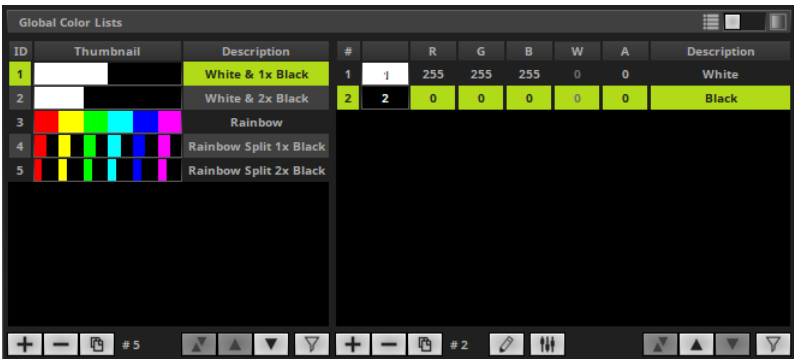 Global Color Lists
ID Thumbnail Description # R G B W A Description
1 White & 1x Black 1 1 255 255 255 0 0 White
2 White & 2x Black 2 2 0 0 0 0 0 Black
3 Rainbow
4 Rainbow Split 1x Black
5 Rainbow Split 2x Black
# 5 # 2